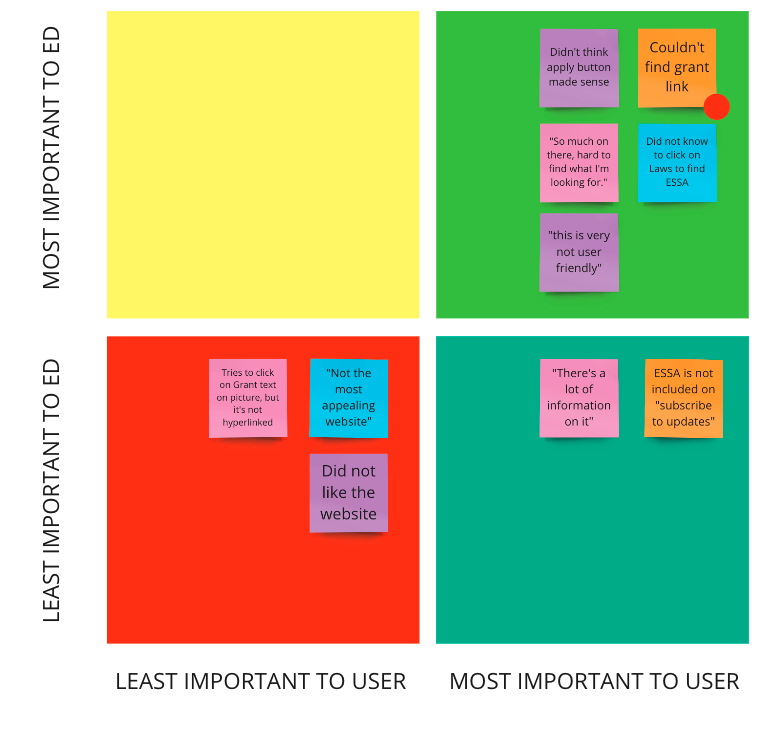 MOST IMPORTANT TO ED
Didn't think
apply button
made sense
Couldn't
find grant
link
"So much on
there, hard to
find what I'm
looking for."
Did not know
to click on
Laws to find
ESSA
"this is very
not user
friendly"
LEAST IMPORTANT TO ED
Tries to click
on Grant text
on picture, but
it's not
hyperlinked
"Not the
most
appealing
website"
Did not
like the
website
"There's a
lot of
information
on it"
ESSA is not
included on
"subscribe
to updates"
LEAST IMPORTANT TO USER
MOST IMPORTANT TO USER